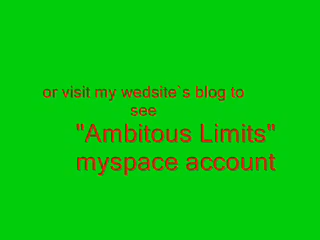 or visit my wedsite`s blog to
see
"Ambitous Limits"
myspace account